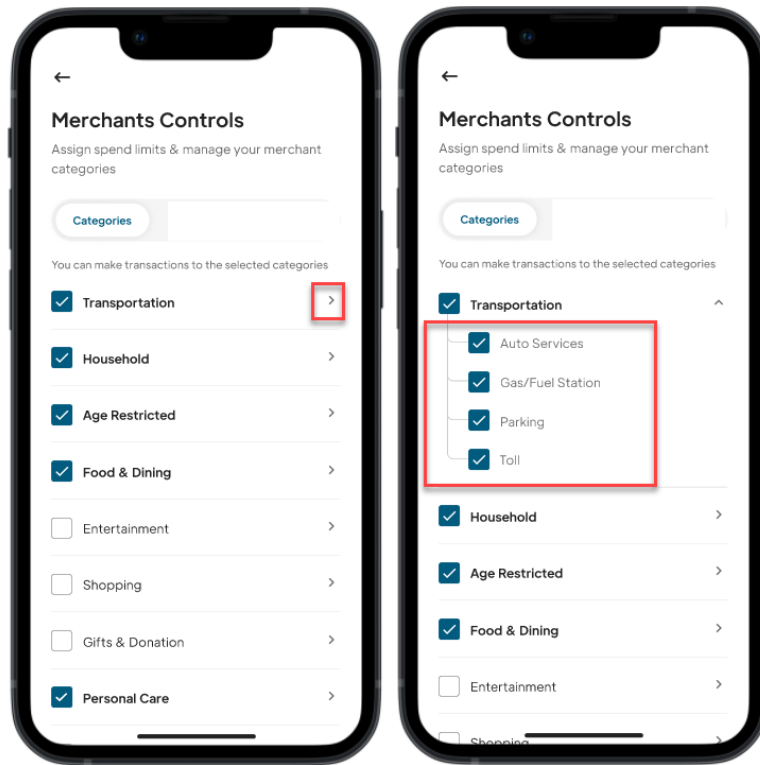 Merchants Controls
Assign spend limits & manage your merchant
categories
Categories
You can make transactions to the selected categories
Transportation
Household
Age Restricted
Food & Dining
Entertainment
Shopping
Gifts & Donation
Personal Care
Merchants Controls
Assign spend limits & manage your merchant
categories
Categories
You can make transactions to the selected categories
Transportation
Auto Services
Gas/Fuel Station
Parking
Toll
Household
Age Restricted
Food & Dining
Entertainment
Shopping